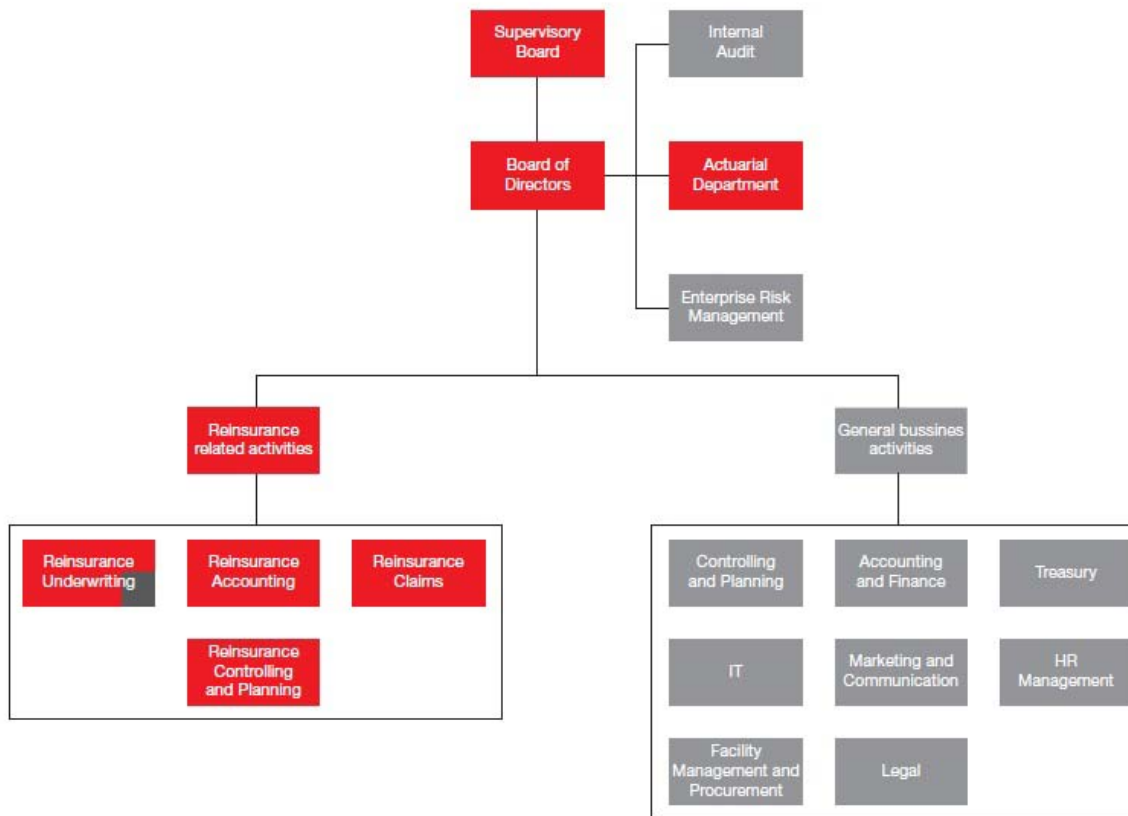 Supervisory
Board
Internal
Audit
Board of
Directors
Actuarial
Department
Enterprise Risk
Management
Reinsurance
related activities
General bussines
activities
Reinsurance
Underwriting
Reinsurance
Accounting
Reinsurance
Claims
Reinsurance
Controlling
and Planning
Controlling
and Planning
Accounting
and Finance
Treasury
IT
Marketing and
Communication
HR
Management
Facility
Management and
Procurement
Legal